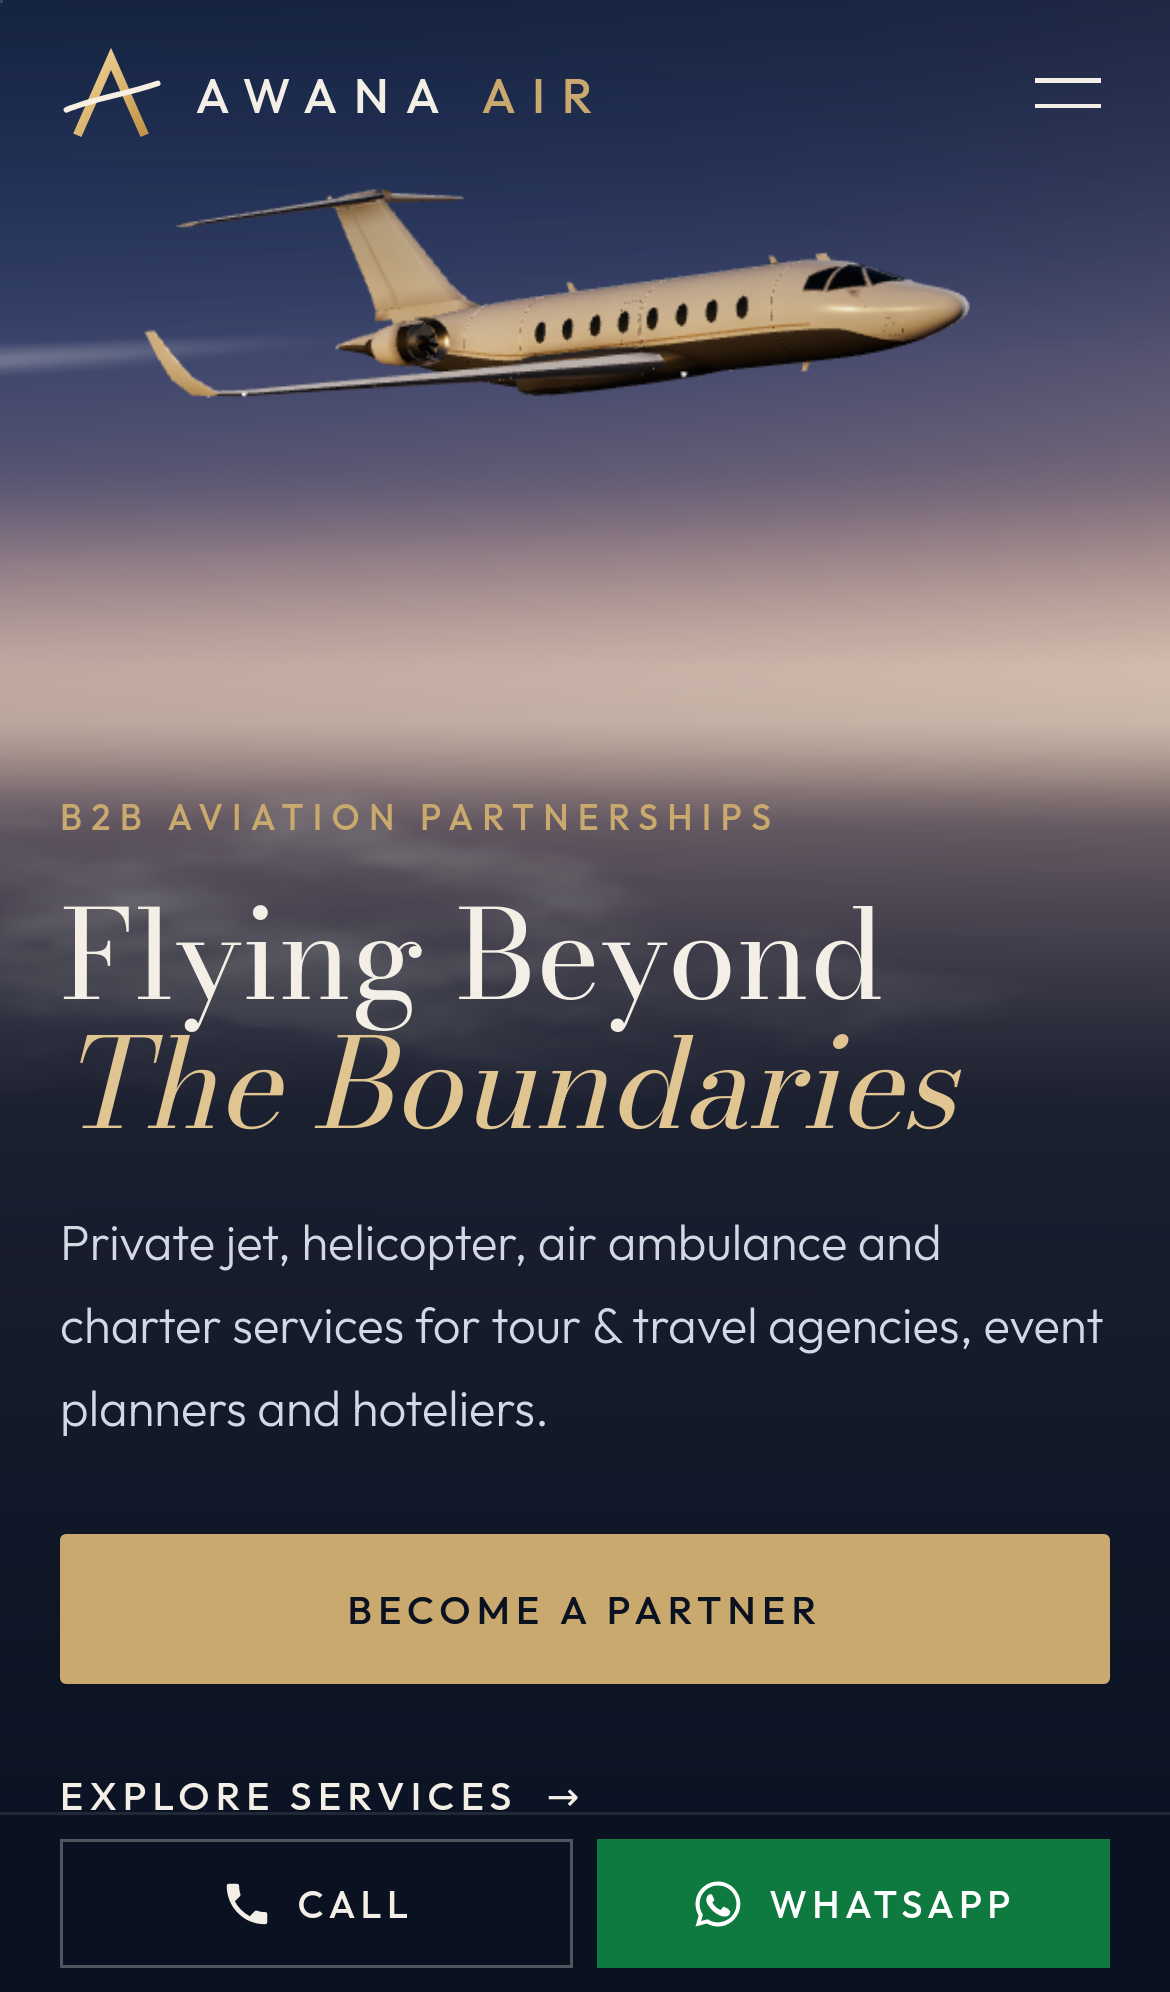 AWANA AIR
B2B AVIATION PARTNERSHIPS
Flying Beyond
The Boundaries
Private jet, helicopter, air ambulance and
charter services for tour & travel agencies, event
planners and hoteliers.
BECOME A PARTNER
EXPLORE SERVICES →
CALL
WHATSAPP